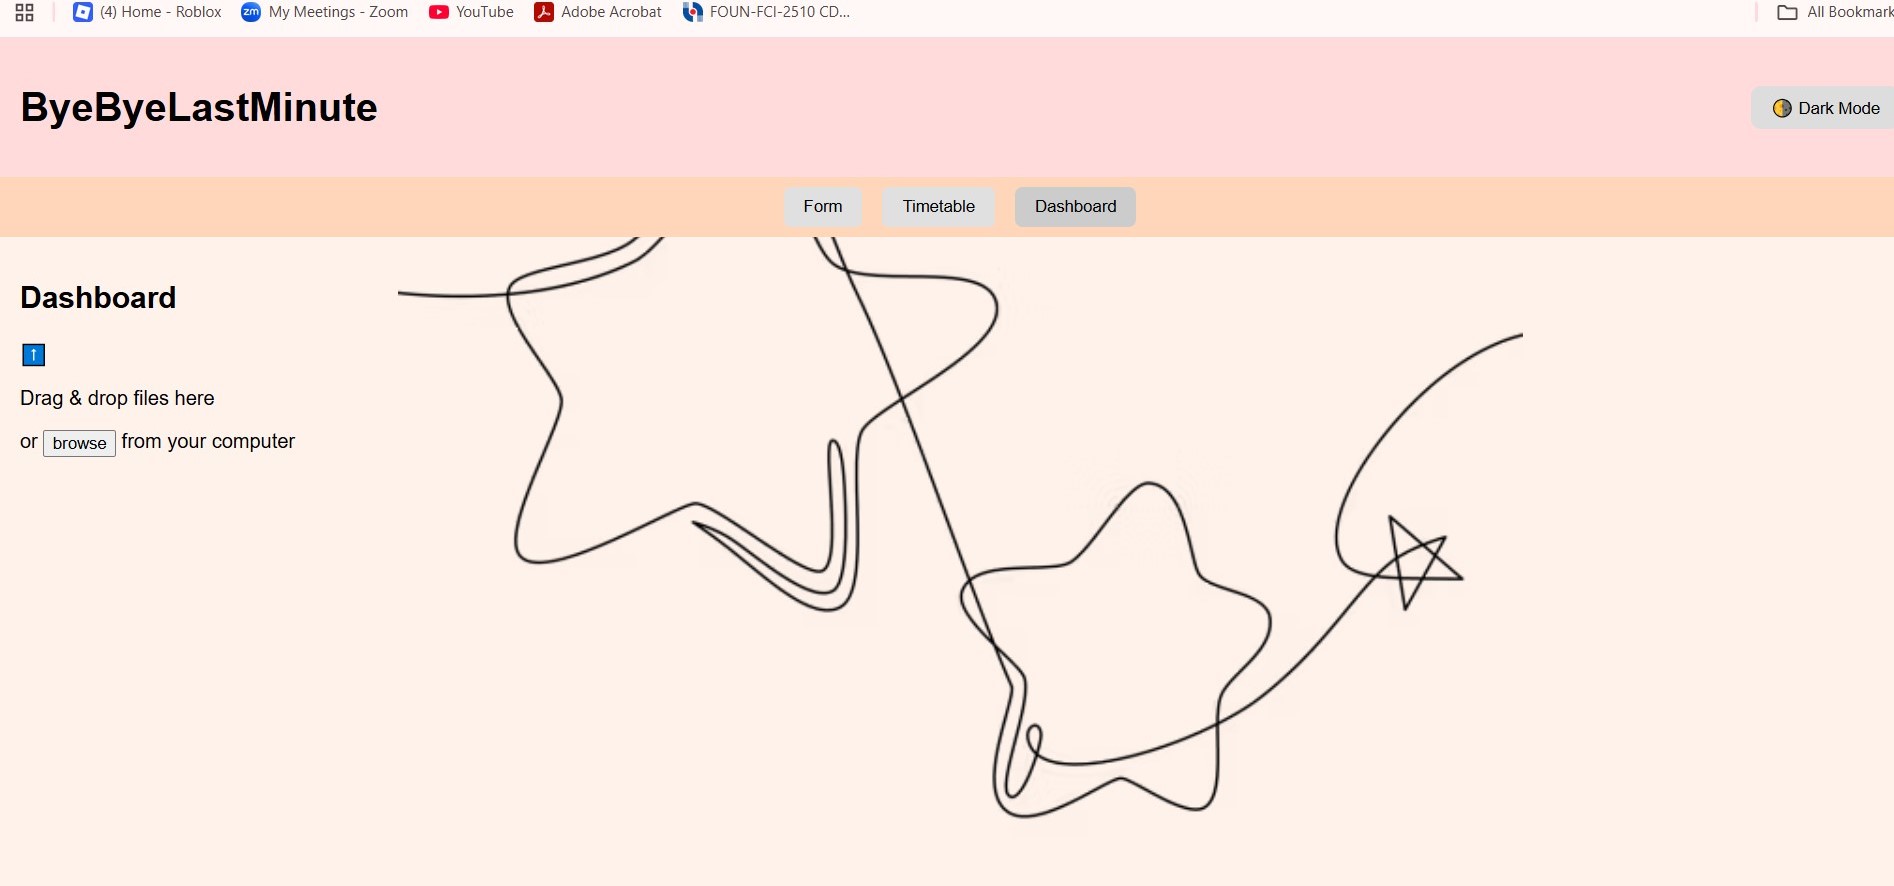 (4) Home - Roblox zm My Meetings - Zoom YouTube Adobe Acrobat FOUN-FCI-2510 CD... All Bookmark
ByeByeLastMinute
Dark Mode
Form Timetable Dashboard
Dashboard
↑
Drag & drop files here
or browse from your computer